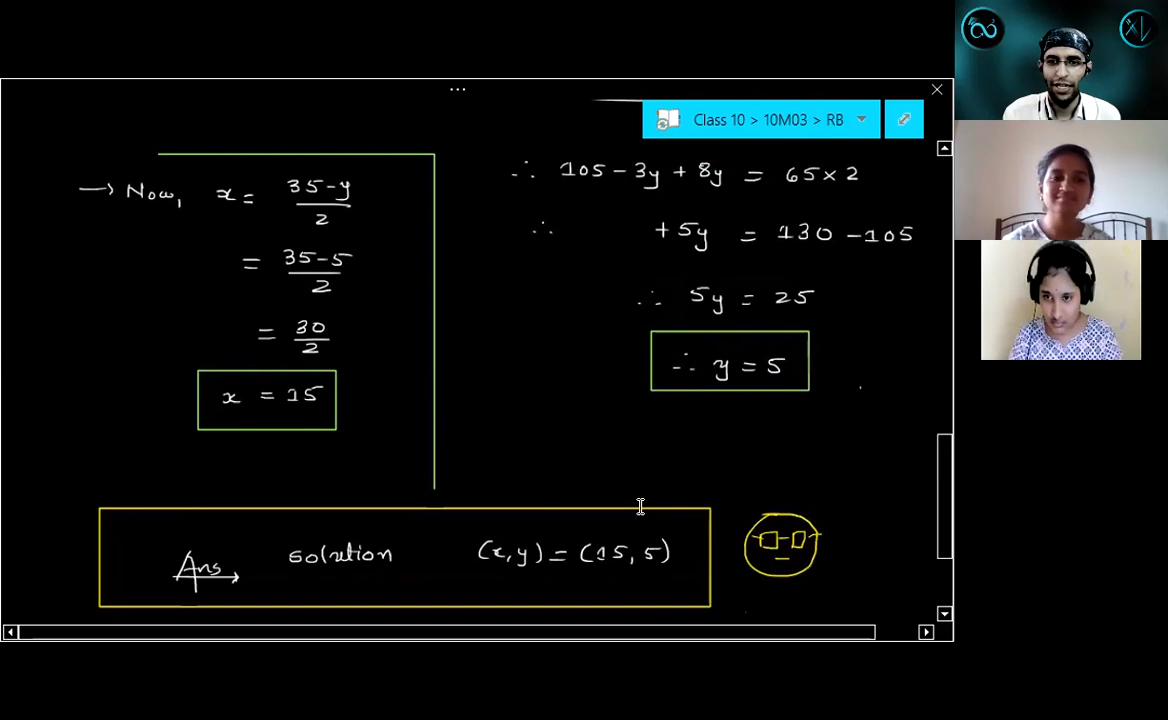 Class 10 > 10M03 > RB
→ Now, x = 35-y / 2
= 35-5 / 2
= 30 / 2
x = 15
∴ 105 - 3y + 8y = 65 × 2
∴ + 5y = 130 - 105
∴ 5y = 25
∴ y = 5
Ans solution (x, y) = (15, 5)